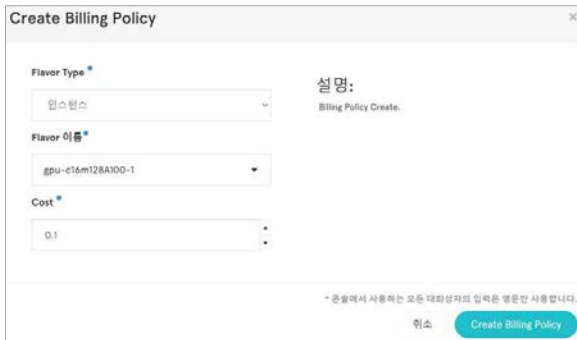 Create Billing Policy
×
Flavor Type *
설명:
인스턴스
Billing Policy Create.
Flavor 이름*
gpu-c16m128A100-1
Cost *
0.1
* 콘솔에서 사용하는 모든 대화상자의 입력은 영문만 사용합니다.
취소
Create Billing Policy